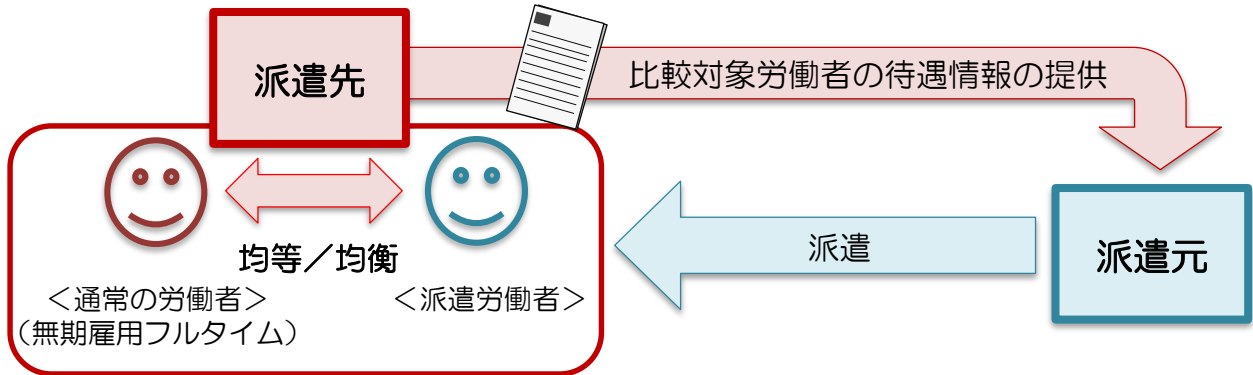 派遣先
比較対象労働者の待遇情報の提供
均等／均衡
派遣
派遣元
＜通常の労働者＞
（無期雇用フルタイム）
＜派遣労働者＞